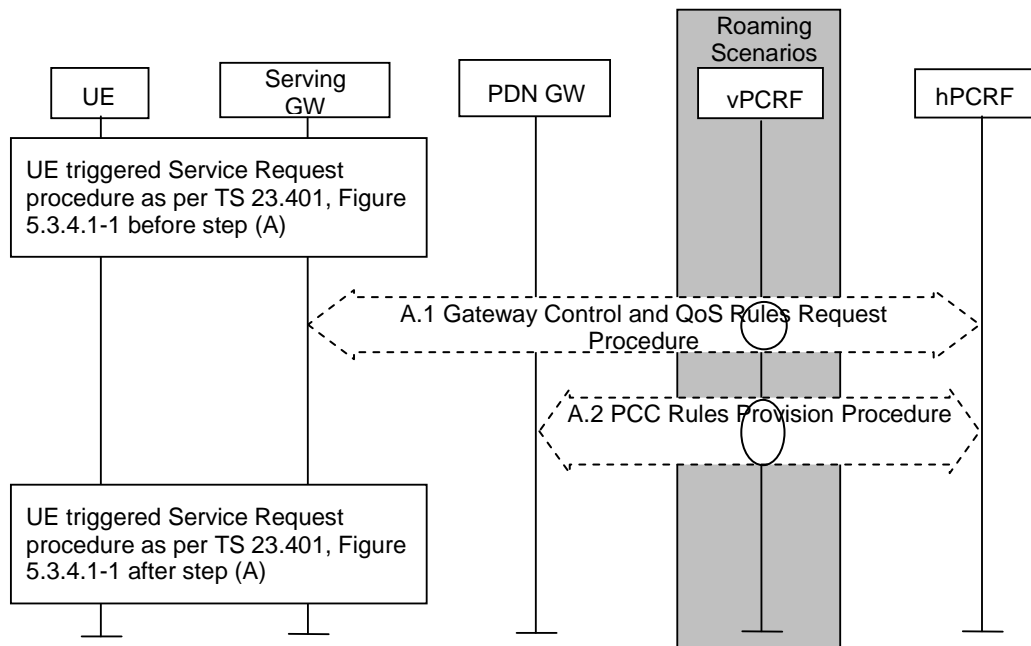 Roaming
Scenarios
UE
Serving
GW
PDN GW
vPCRF
hPCRF
UE triggered Service Request
procedure as per TS 23.401, Figure
5.3.4.1-1 before step (A)
A.1 Gateway Control and QoS Rules Request
Procedure
A.2 PCC Rules Provision Procedure
UE triggered Service Request
procedure as per TS 23.401, Figure
5.3.4.1-1 after step (A)